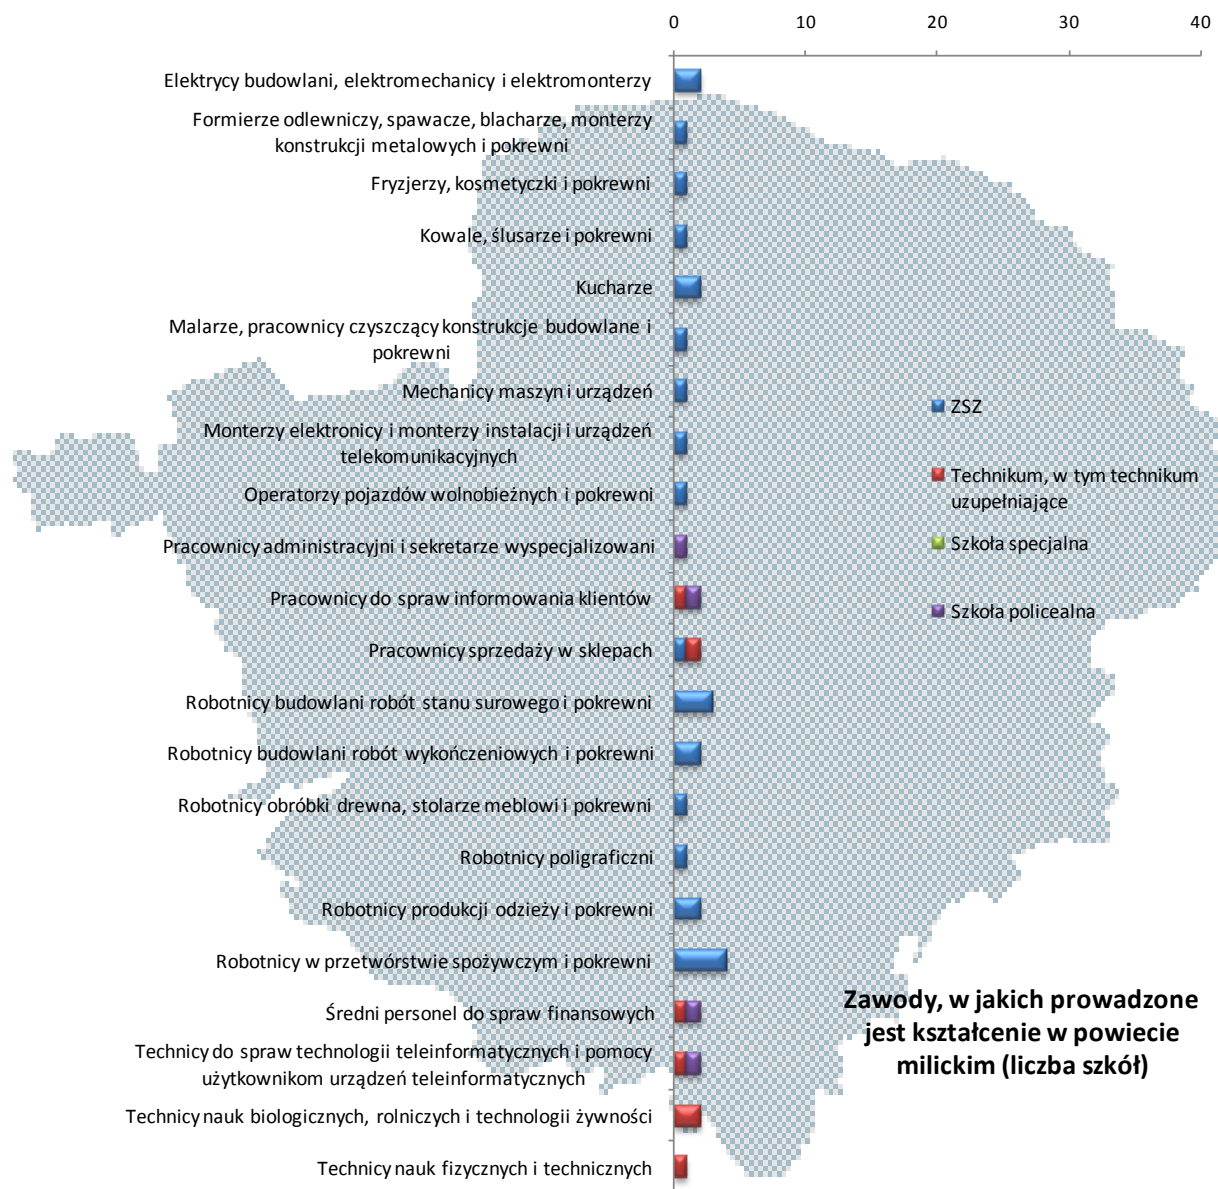 0 10 20 30 40
Elektrycy budowlani, elektromechanicy i elektromonterzy
Formierze odlewniczy, spawacze, blacharze, monterzy
konstrukcji metalowych i pokrewni
Fryzjerzy, kosmetyczki i pokrewni
Kowale, ślusarze i pokrewni
Kucharze
Malarze, pracownicy czyszczący konstrukcje budowlane i
pokrewni
Mechanicy maszyn i urządzeń
Monterzy elektronicy i monterzy instalacji i urządzeń
telekomunikacyjnych
Operatorzy pojazdów wolnobieżnych i pokrewni
Pracownicy administracyjni i sekretarze wyspecjalizowani
Pracownicy do spraw informowania klientów
Pracownicy sprzedaży w sklepach
Robotnicy budowlani robót stanu surowego i pokrewni
Robotnicy budowlani robót wykończeniowych i pokrewni
Robotnicy obróbki drewna, stolarze meblowi i pokrewni
Robotnicy poligraficzni
Robotnicy produkcji odzieży i pokrewni
Robotnicy w przetwórstwie spożywczym i pokrewni
Średni personel do spraw finansowych
Technicy do spraw technologii teleinformatycznych i pomocy
użytkownikom urządzeń teleinformatycznych
Technicy nauk biologicznych, rolniczych i technologii żywności
Technicy nauk fizycznych i technicznych
ZSZ
Technikum, w tym technikum
uzupełniające
Szkoła specjalna
Szkoła policealna
Zawody, w jakich prowadzone
jest kształcenie w powiecie
milickim (liczba szkół)